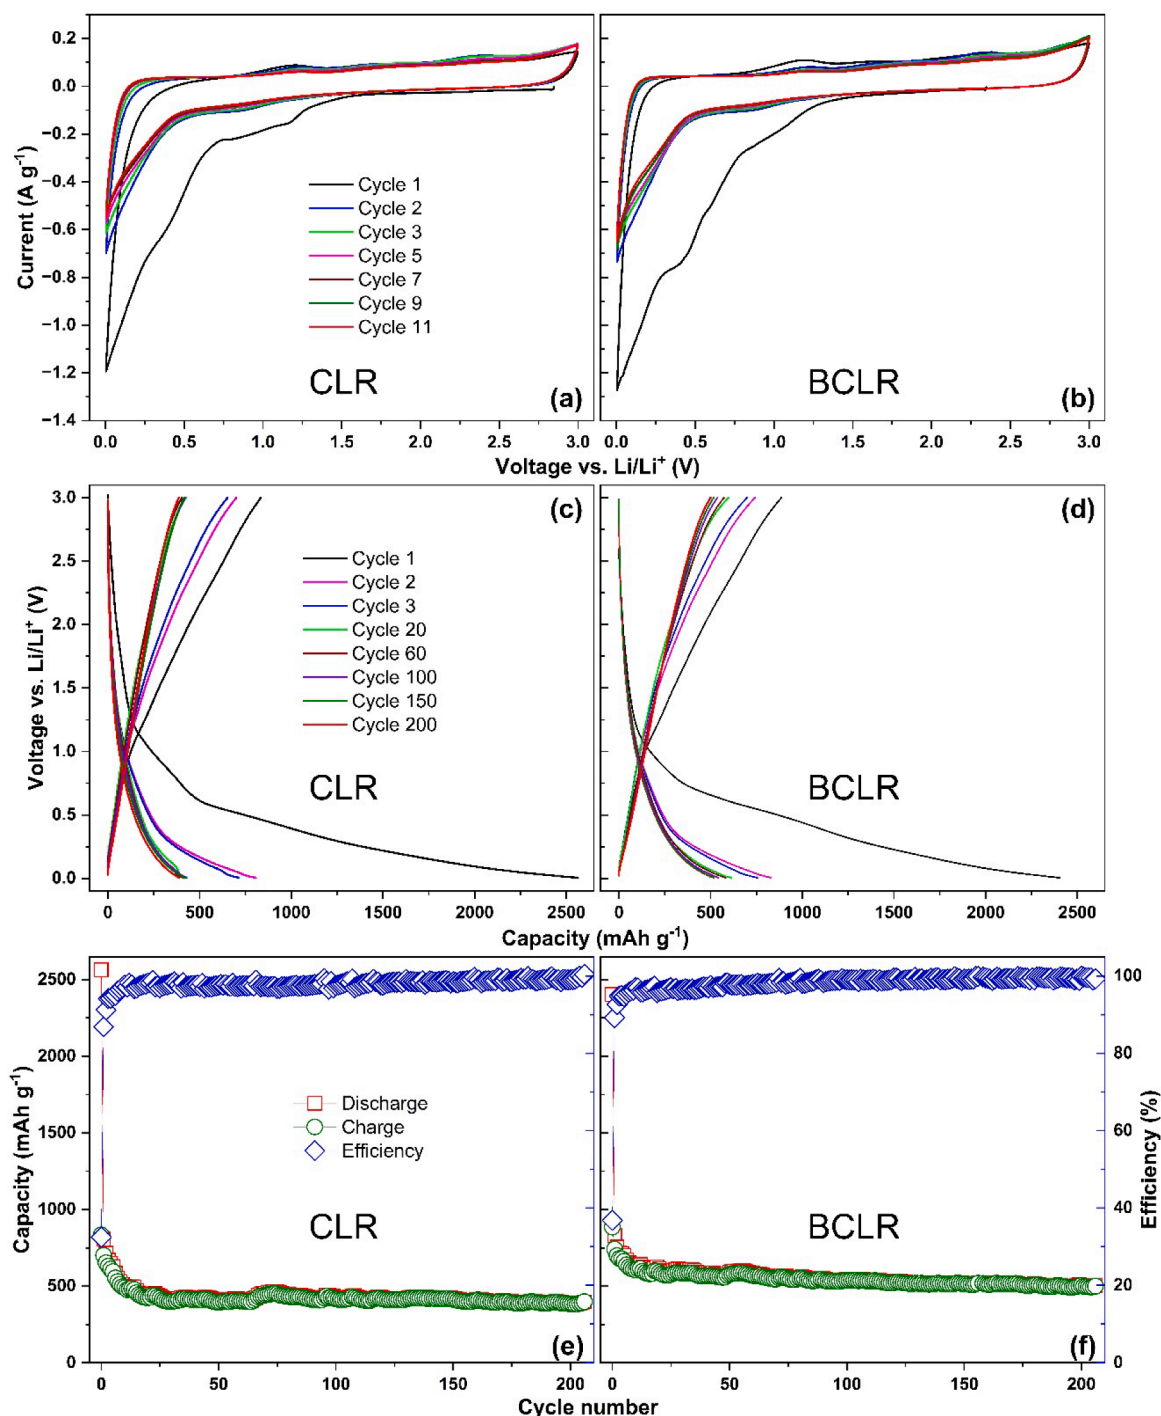 0.2
0.0
−0.2
−0.4
−0.6
−0.8
−1.0
−1.2
−1.4
Current (A g⁻¹)
Cycle 1
Cycle 2
Cycle 3
Cycle 5
Cycle 7
Cycle 9
Cycle 11
CLR
(a)
BCLR
(b)
0.0 0.5 1.0 1.5 2.0 2.5 3.0
0.0 0.5 1.0 1.5 2.0 2.5 3.0
Voltage vs. Li/Li⁺ (V)
3.0
2.5
2.0
1.5
1.0
0.5
0.0
Voltage vs. Li/Li⁺ (V)
(c)
Cycle 1
Cycle 2
Cycle 3
Cycle 20
Cycle 60
Cycle 100
Cycle 150
Cycle 200
CLR
(d)
BCLR
0 500 1000 1500 2000 2500
0 500 1000 1500 2000 2500
Capacity (mAh g⁻¹)
2500
2000
1500
1000
500
0
Capacity (mAh g⁻¹)
Discharge
Charge
Efficiency
CLR
(e)
BCLR
(f)
100
80
60
40
20
0
Efficiency (%)
0 50 100 150 200
0 50 100 150 200
Cycle number